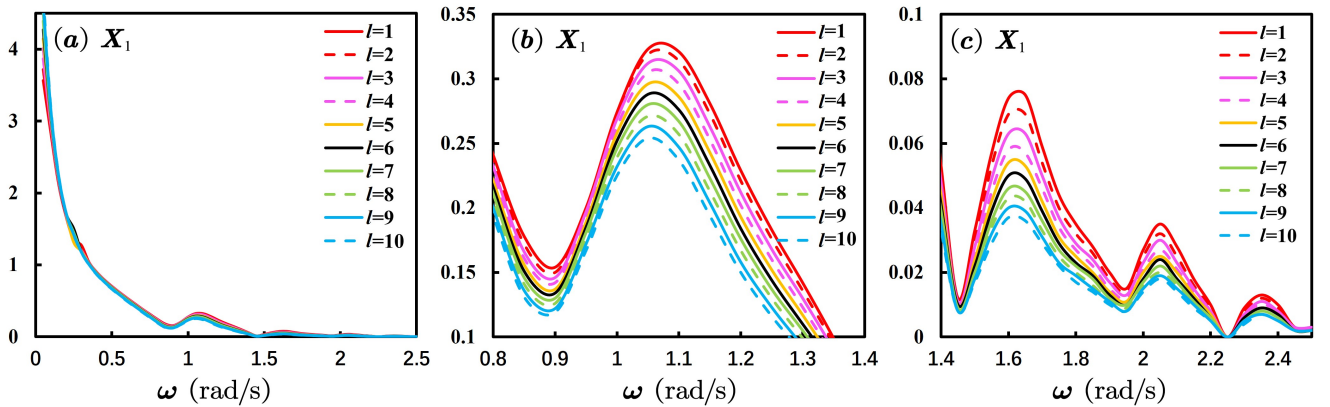 (a) X₁
4
3
2
1
0
0 0.5 1 1.5 2 2.5
ω (rad/s)
l=1
l=2
l=3
l=4
l=5
l=6
l=7
l=8
l=9
l=10
(b) X₁
0.35
0.3
0.25
0.2
0.15
0.1
0.8 0.9 1 1.1 1.2 1.3 1.4
ω (rad/s)
l=1
l=2
l=3
l=4
l=5
l=6
l=7
l=8
l=9
l=10
(c) X₁
0.1
0.08
0.06
0.04
0.02
0
1.4 1.6 1.8 2 2.2 2.4
ω (rad/s)
l=1
l=2
l=3
l=4
l=5
l=6
l=7
l=8
l=9
l=10